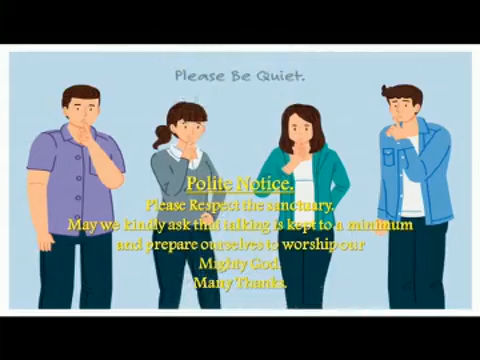 Please Be Quiet.
Polite Notice.
Please Respect the sanctuary.
May we kindly ask that talking is kept to a minimum
and prepare ourselves to worship our
Mighty God.
Many Thanks.